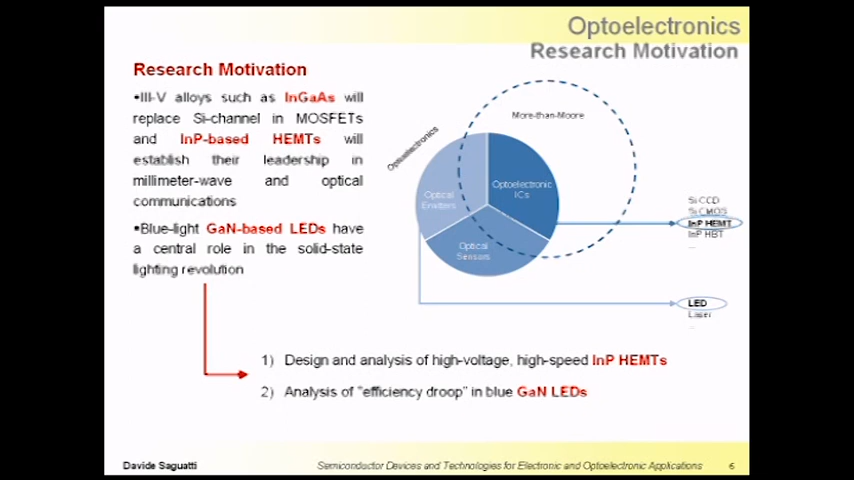 Optoelectronics
Research Motivation
Research Motivation
•III-V alloys such as InGaAs will
replace Si-channel in MOSFETs
and InP-based HEMTs will
establish their leadership in
millimeter-wave and optical
communications
•Blue-light GaN-based LEDs have
a central role in the solid-state
lighting revolution
More-than-Moore
Optoelectronics
Optoelectronic
ICs
Optical
Emitters
Optical
Sensors
Si CCD
Si CMOS
InP HEMT
InP HBT
...
LED
Laser
...
1) Design and analysis of high-voltage, high-speed InP HEMTs
2) Analysis of "efficiency droop" in blue GaN LEDs
Davide Saguatti
Semiconductor Devices and Technologies for Electronic and Optoelectronic Applications
6